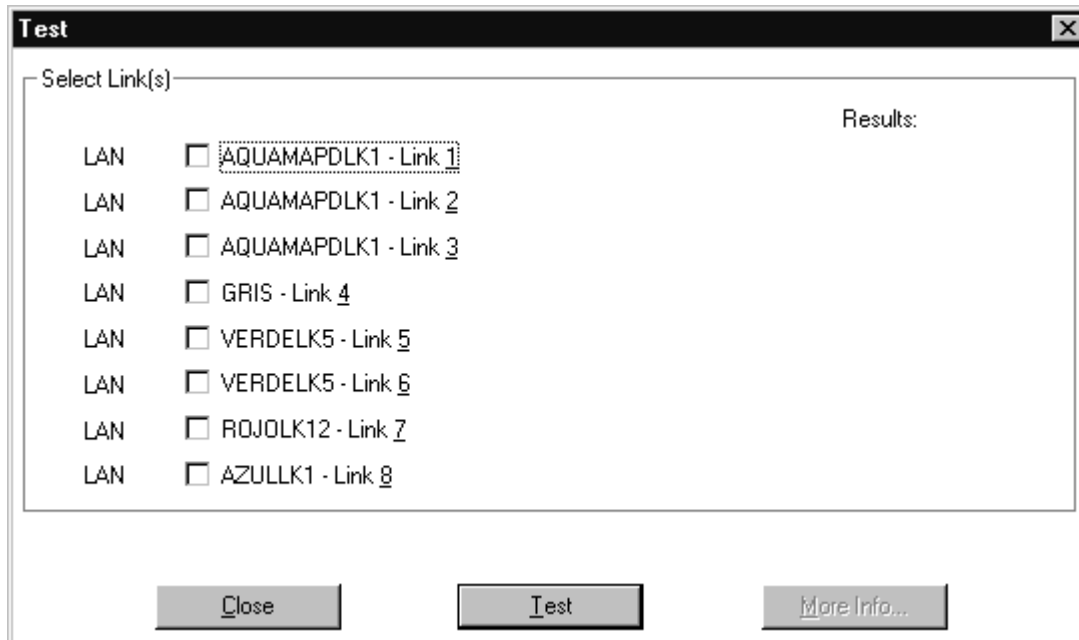 Test
Select Link(s)
Results:
LAN AQUAMAPDLK1 - Link 1
LAN AQUAMAPDLK1 - Link 2
LAN AQUAMAPDLK1 - Link 3
LAN GRIS - Link 4
LAN VERDELK5 - Link 5
LAN VERDELK5 - Link 6
LAN ROJOLK12 - Link 7
LAN AZULLK1 - Link 8
Close Test More Info...